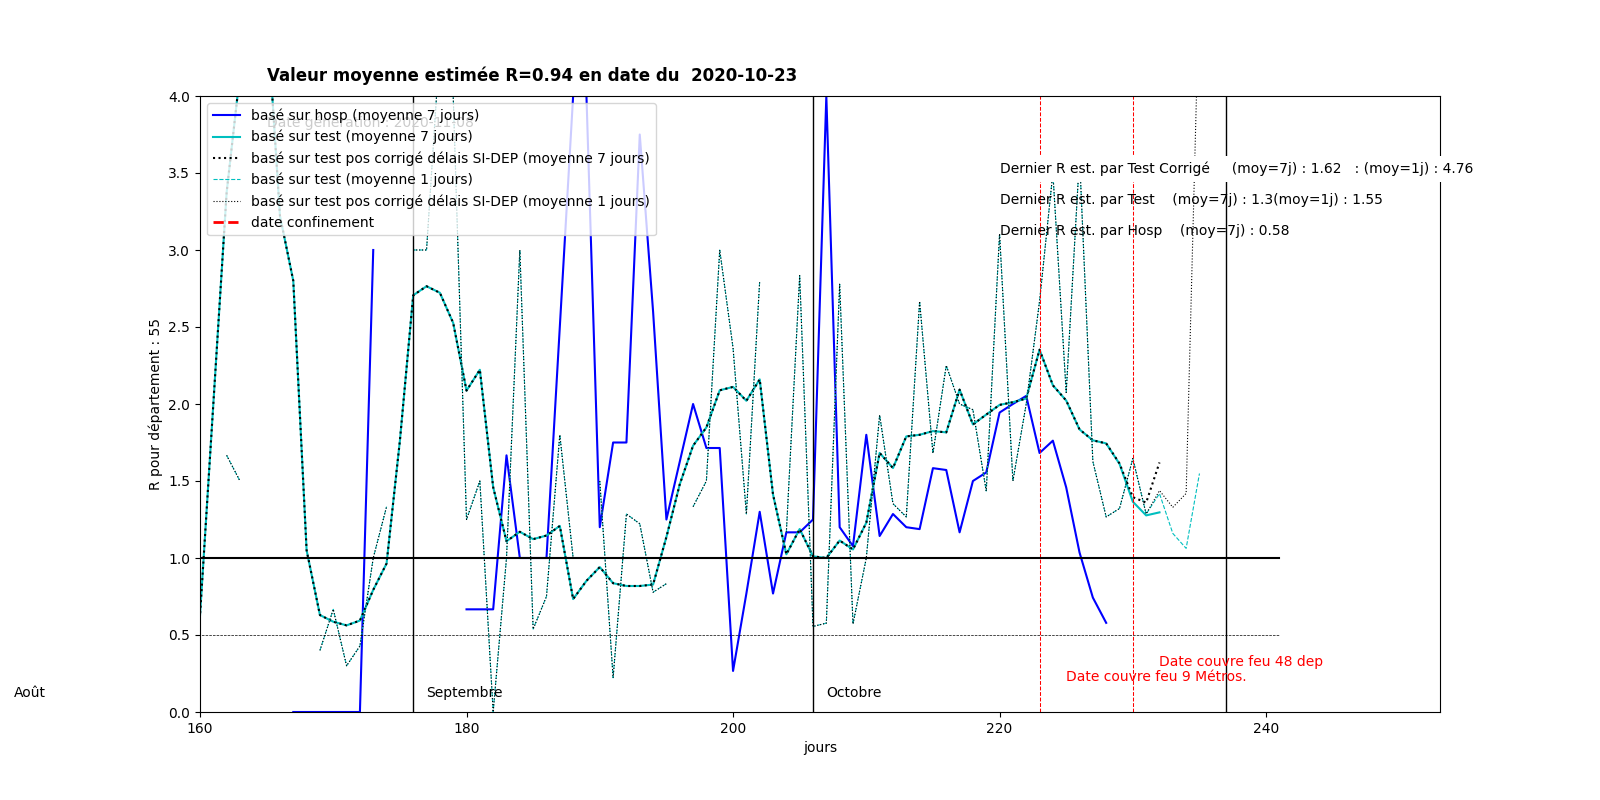 Valeur moyenne estimée R=0.94 en date du  2020-10-23
Date génération : 2020-11-08
basé sur hosp (moyenne 7 jours)
basé sur test (moyenne 7 jours)
basé sur test pos corrigé délais SI-DEP (moyenne 7 jours)
basé sur test (moyenne 1 jours)
basé sur test pos corrigé délais SI-DEP (moyenne 1 jours)
date confinement
Dernier R est. par Test Corrigé     (moy=7j) : 1.62   : (moy=1j) : 4.76
Dernier R est. par Test    (moy=7j) : 1.3(moy=1j) : 1.55
Dernier R est. par Hosp    (moy=7j) : 0.58
4.0
3.5
3.0
2.5
2.0
1.5
1.0
0.5
0.0
R pour département : 55
Date couvre feu 48 dep
Date couvre feu 9 Métros.
Août
Septembre
Octobre
160
180
200
220
240
jours